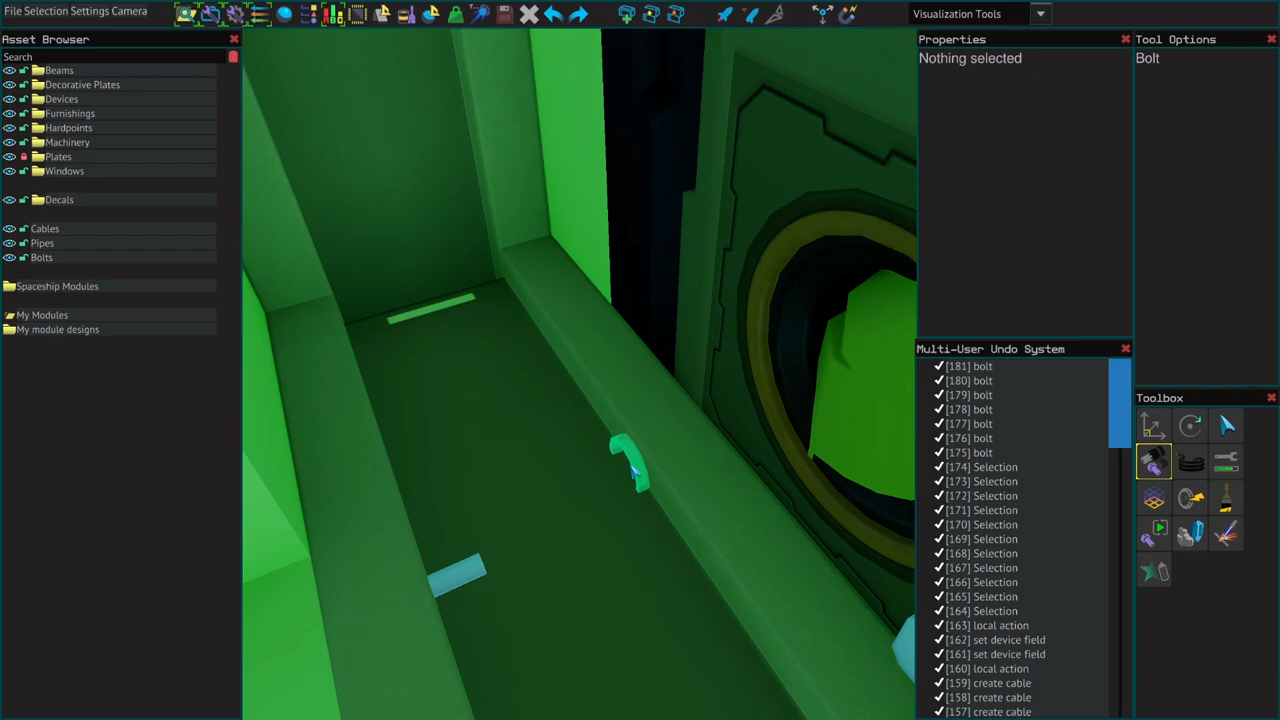 File Selection Settings Camera
Visualization Tools
Asset Browser
Search
Beams
Decorative Plates
Devices
Furnishings
Hardpoints
Machinery
Plates
Windows
Decals
Cables
Pipes
Bolts
Spaceship Modules
My Modules
My module designs
Properties
Nothing selected
Tool Options
Bolt
Multi-User Undo System
[181] bolt
[180] bolt
[179] bolt
[178] bolt
[177] bolt
[176] bolt
[175] bolt
[174] Selection
[173] Selection
[172] Selection
[171] Selection
[170] Selection
[169] Selection
[168] Selection
[167] Selection
[166] Selection
[165] Selection
[164] Selection
[163] local action
[162] set device field
[161] set device field
[160] local action
[159] create cable
[158] create cable
[157] create cable
Toolbox